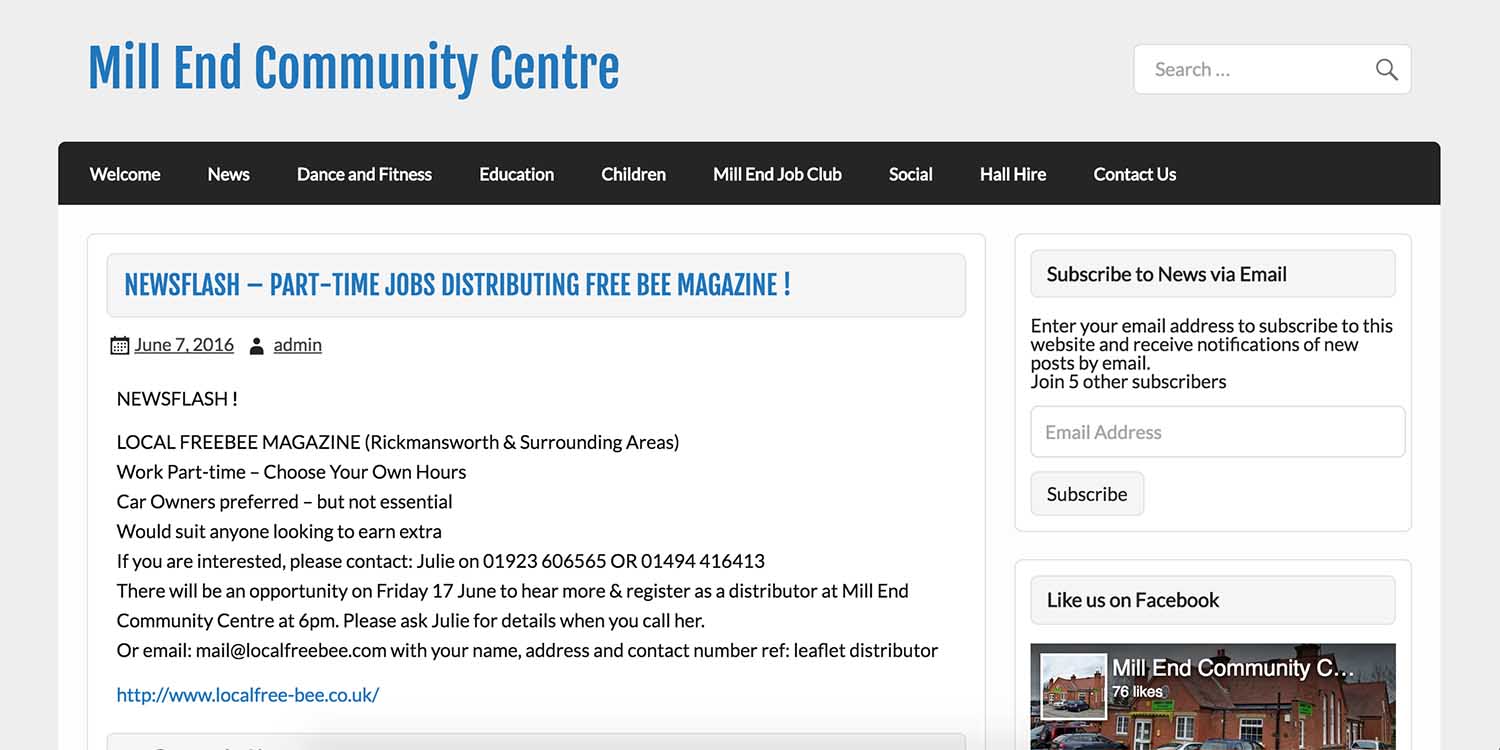 Mill End Community Centre
Search ...
Welcome News Dance and Fitness Education Children Mill End Job Club Social Hall Hire Contact Us
NEWSFLASH – PART-TIME JOBS DISTRIBUTING FREE BEE MAGAZINE !
June 7, 2016 admin
NEWSFLASH !
LOCAL FREEBEE MAGAZINE (Rickmansworth & Surrounding Areas)
Work Part-time – Choose Your Own Hours
Car Owners preferred – but not essential
Would suit anyone looking to earn extra
If you are interested, please contact: Julie on 01923 606565 OR 01494 416413
There will be an opportunity on Friday 17 June to hear more & register as a distributor at Mill End
Community Centre at 6pm. Please ask Julie for details when you call her.
Or email: mail@localfreebee.com with your name, address and contact number ref: leaflet distributor
http://www.localfree-bee.co.uk/
Subscribe to News via Email
Enter your email address to subscribe to this
website and receive notifications of new
posts by email.
Join 5 other subscribers
Email Address
Subscribe
Like us on Facebook
Mill End Community C...
76 likes